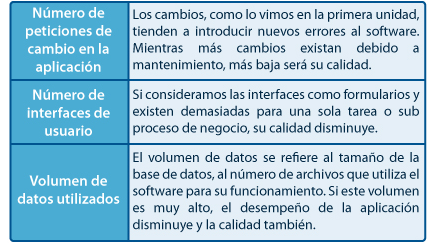 Número de
peticiones de
cambio en la
aplicación
Los cambios, como lo vimos en la primera unidad,
tienden a introducir nuevos errores al software.
Mientras más cambios existan debido a
mantenimiento, más baja será su calidad.
Número de
interfaces de
usuario
Si consideramos las interfaces como formularios y
existen demasiadas para una sola tarea o sub
proceso de negocio, su calidad disminuye.
Volumen de
datos utilizados
El volumen de datos se refiere al tamaño de la
base de datos, al número de archivos que utiliza el
software para su funcionamiento. Si este volumen
es muy alto, el desempeño de la aplicación
disminuye y la calidad también.